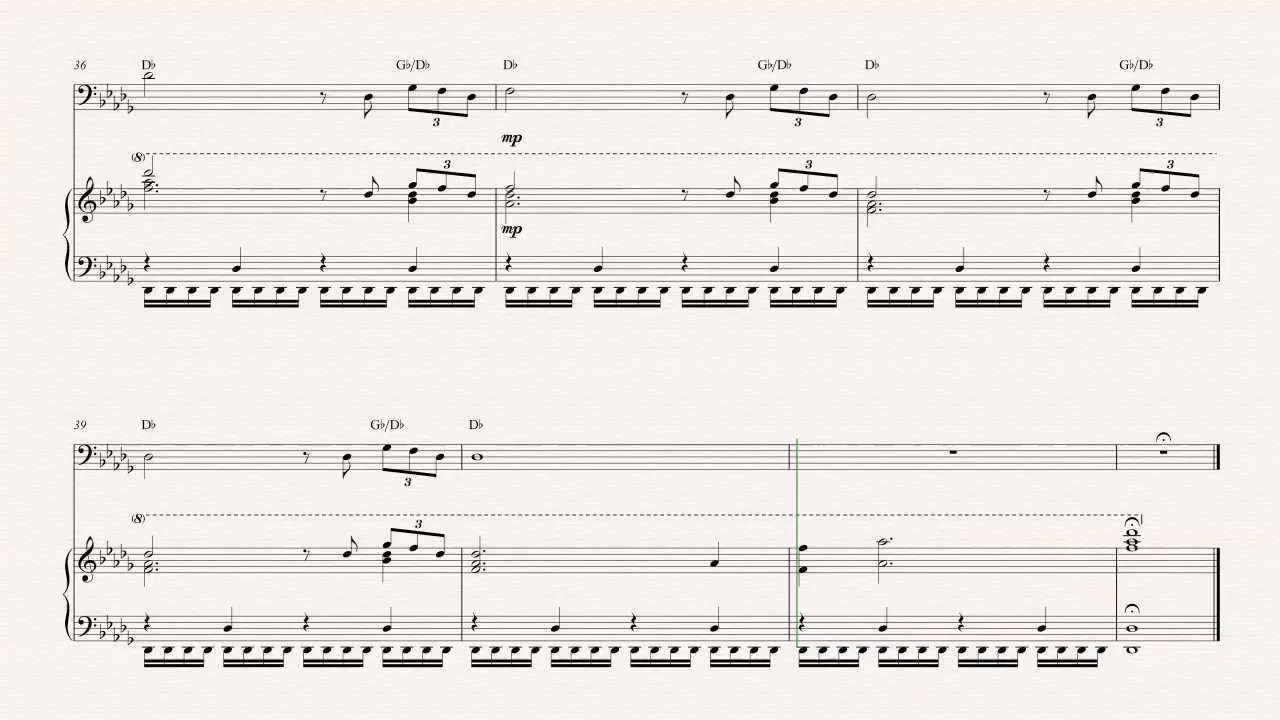 36 D♭ G♭/D♭ D♭ G♭/D♭ D♭ G♭/D♭
3 3 3
mp
(8)
3 3 3
mp
39 D♭ G♭/D♭ D♭
3
(8)
3